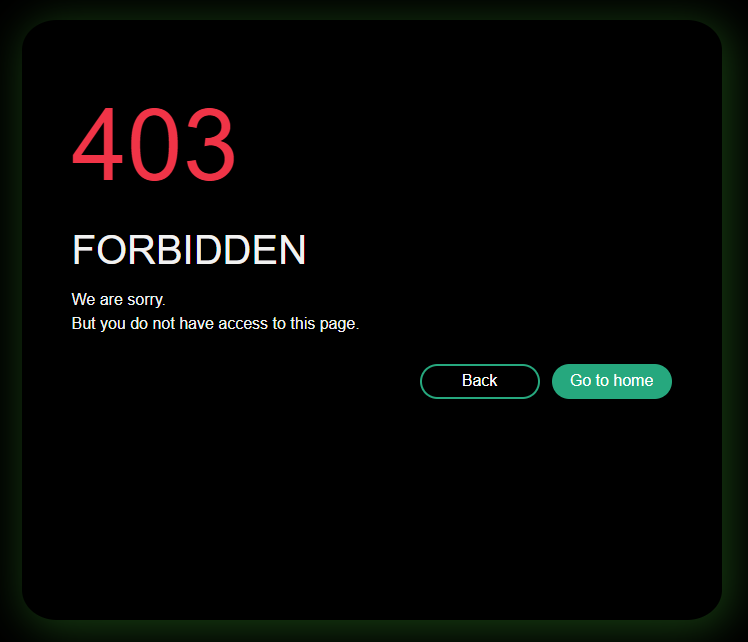 403
FORBIDDEN
We are sorry.
But you do not have access to this page.
Back
Go to home